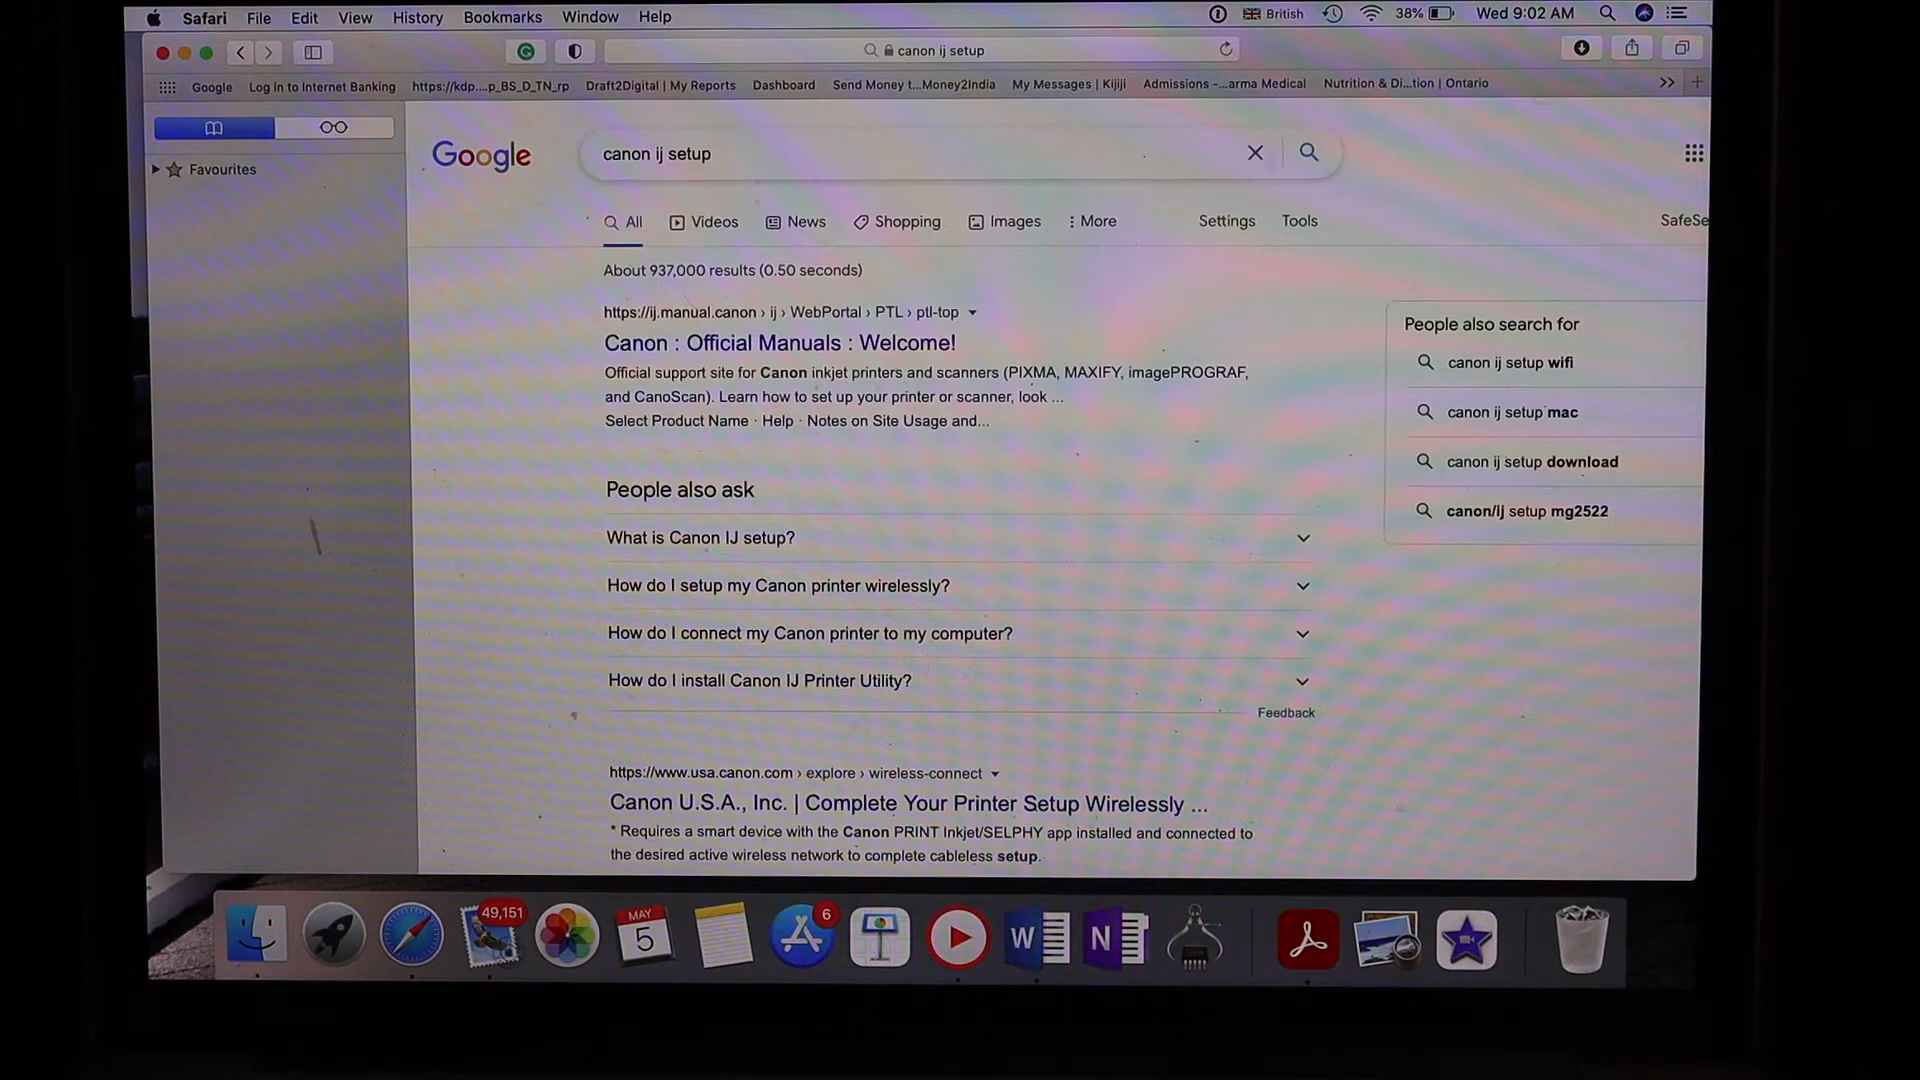 Safari File Edit View History Bookmarks Window Help
British 38% Wed 9:02 AM
canon ij setup
Google Log in to Internet Banking https://kdp....p_BS_D_TN_rp Draft2Digital | My Reports Dashboard Send Money t...Money2India My Messages | Kijiji Admissions -...arma Medical Nutrition & Di...tion | Ontario
Favourites
Google
canon ij setup
All Videos News Shopping Images More Settings Tools
SafeSe
About 937,000 results (0.50 seconds)
https://ij.manual.canon › ij › WebPortal › PTL › ptl-top
Canon : Official Manuals : Welcome!
Official support site for Canon inkjet printers and scanners (PIXMA, MAXIFY, imagePROGRAF,
and CanoScan). Learn how to set up your printer or scanner, look ...
Select Product Name · Help · Notes on Site Usage and...
People also ask
What is Canon IJ setup?
How do I setup my Canon printer wirelessly?
How do I connect my Canon printer to my computer?
How do I install Canon IJ Printer Utility?
Feedback
https://www.usa.canon.com › explore › wireless-connect
Canon U.S.A., Inc. | Complete Your Printer Setup Wirelessly ...
* Requires a smart device with the Canon PRINT Inkjet/SELPHY app installed and connected to
the desired active wireless network to complete cableless setup.
People also search for
canon ij setup wifi
canon ij setup mac
canon ij setup download
canon/ij setup mg2522
49,151
MAY
5
6
W
N